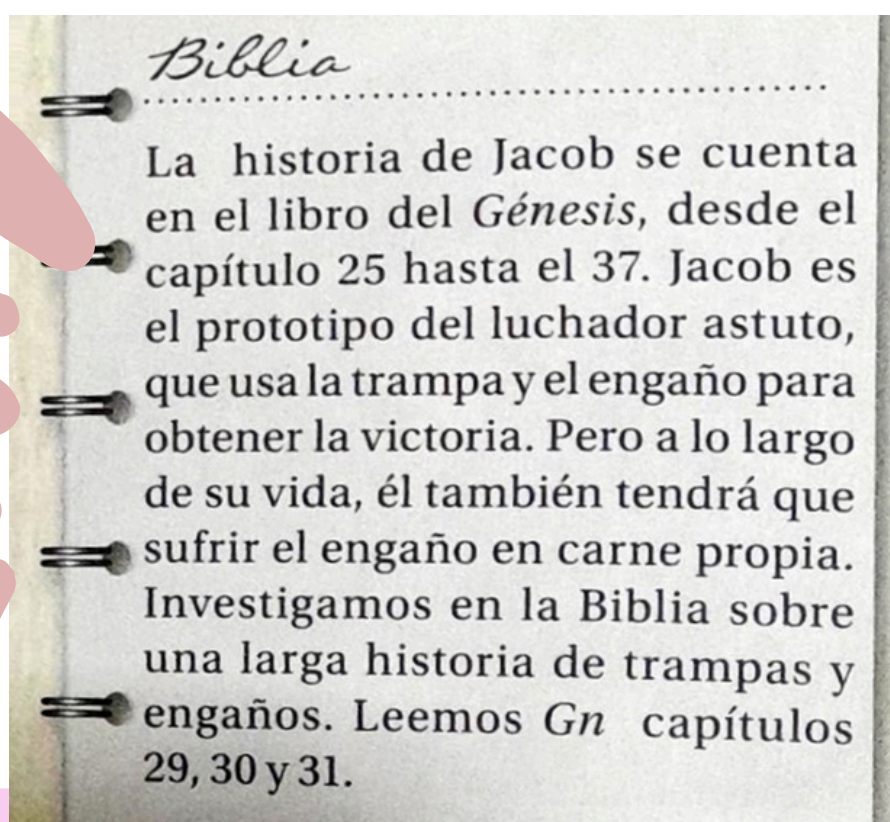 Biblia
La historia de Jacob se cuenta
en el libro del Génesis, desde el
capítulo 25 hasta el 37. Jacob es
el prototipo del luchador astuto,
que usa la trampa y el engaño para
obtener la victoria. Pero a lo largo
de su vida, él también tendrá que
sufrir el engaño en carne propia.
Investigamos en la Biblia sobre
una larga historia de trampas y
engaños. Leemos Gn capítulos
29, 30 y 31.